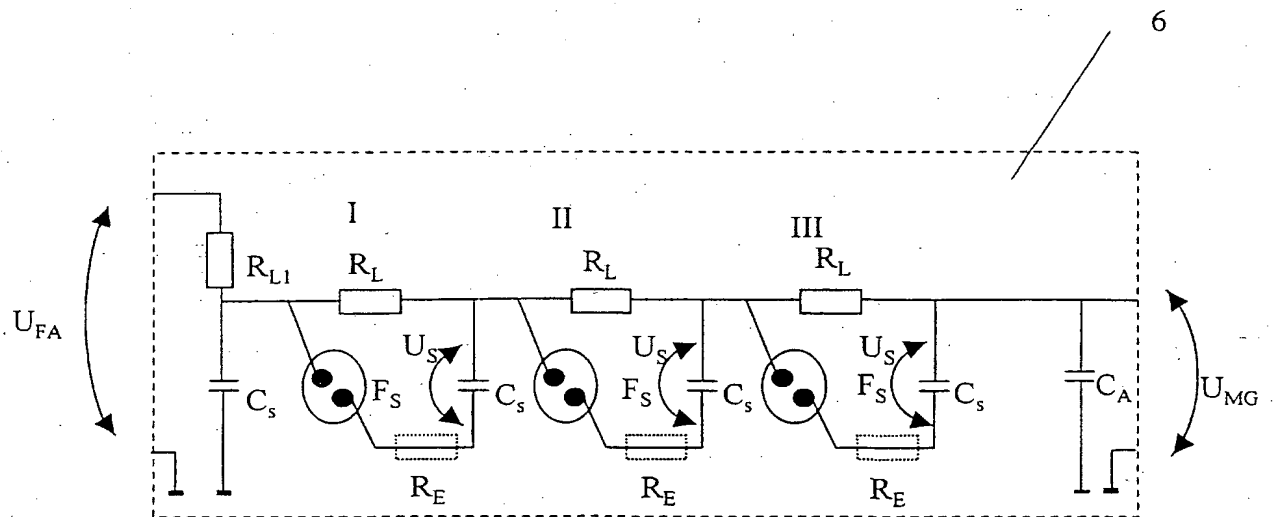 6
I II III
R_L1 R_L R_L R_L
U_FA
U_S U_S U_S
C_s F_S C_s F_S C_s F_S C_s C_A U_MG
R_E R_E R_E